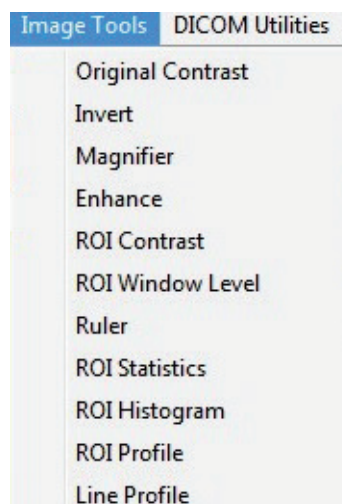 Image Tools DICOM Utilities
Original Contrast
Invert
Magnifier
Enhance
ROI Contrast
ROI Window Level
Ruler
ROI Statistics
ROI Histogram
ROI Profile
Line Profile